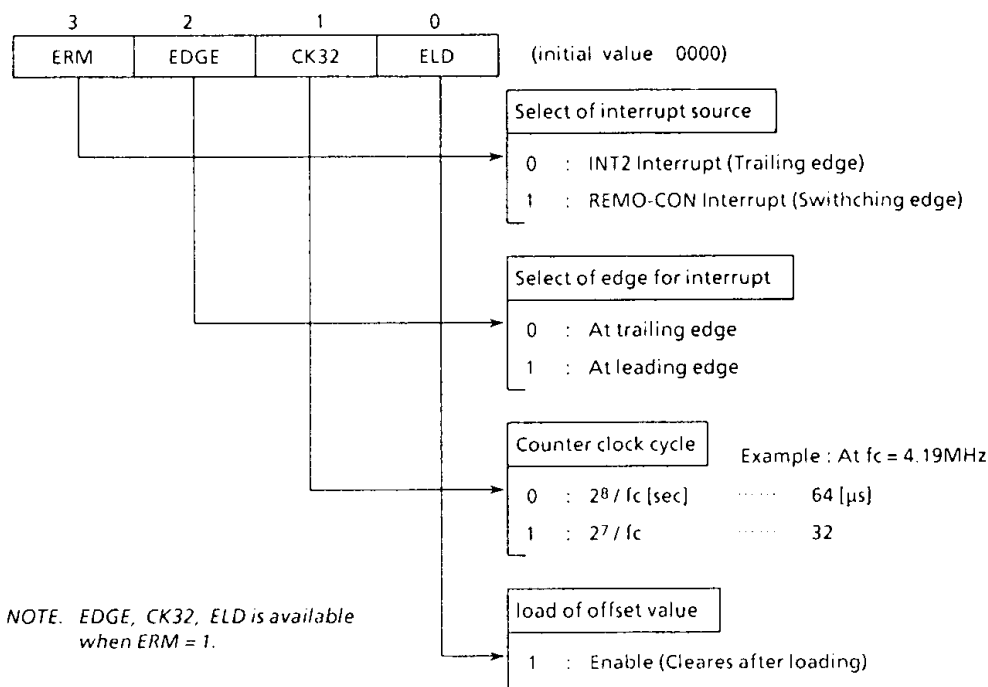 3 2 1 0
ERM EDGE CK32 ELD (initial value 0000)
Select of interrupt source
0 : INT2 Interrupt (Trailing edge)
1 : REMO-CON Interrupt (Swithching edge)
Select of edge for interrupt
0 : At trailing edge
1 : At leading edge
Counter clock cycle Example : At fc = 4.19MHz
0 : 2⁸ / fc [sec] ...... 64 [μs]
1 : 2⁷ / fc ...... 32
NOTE. EDGE, CK32, ELD is available
when ERM = 1.
load of offset value
1 : Enable (Cleares after loading)